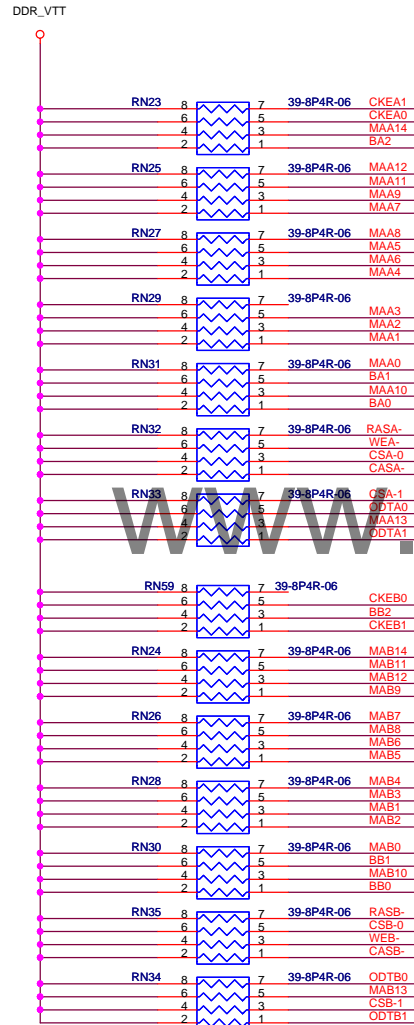 DDR_VTT
RN23 8 7 39-8P4R-06 CKEA1
6 5 CKEA0
4 3 MAA14
2 1 BA2
RN25 8 7 39-8P4R-06 MAA12
6 5 MAA11
4 3 MAA9
2 1 MAA7
RN27 8 7 39-8P4R-06 MAA8
6 5 MAA5
4 3 MAA6
2 1 MAA4
RN29 8 7 39-8P4R-06
6 5 MAA3
4 3 MAA2
2 1 MAA1
RN31 8 7 39-8P4R-06 MAA0
6 5 BA1
4 3 MAA10
2 1 BA0
RN32 8 7 39-8P4R-06 RASA-
6 5 WEA-
4 3 CSA-0
2 1 CASA-
RN33 8 7 39-8P4R-06 CSA-1
6 5 ODTA0
4 3 MAA13
2 1 ODTA1
www.
RN59 8 7 39-8P4R-06
6 5 CKEB0
4 3 BB2
2 1 CKEB1
RN24 8 7 39-8P4R-06 MAB14
6 5 MAB11
4 3 MAB12
2 1 MAB9
RN26 8 7 39-8P4R-06 MAB7
6 5 MAB8
4 3 MAB6
2 1 MAB5
RN28 8 7 39-8P4R-06 MAB4
6 5 MAB3
4 3 MAB1
2 1 MAB2
RN30 8 7 39-8P4R-06 MAB0
6 5 BB1
4 3 MAB10
2 1 BB0
RN35 8 7 39-8P4R-06 RASB-
6 5 CSB-0
4 3 WEB-
2 1 CASB-
RN34 8 7 39-8P4R-06 ODTB0
6 5 MAB13
4 3 CSB-1
2 1 ODTB1